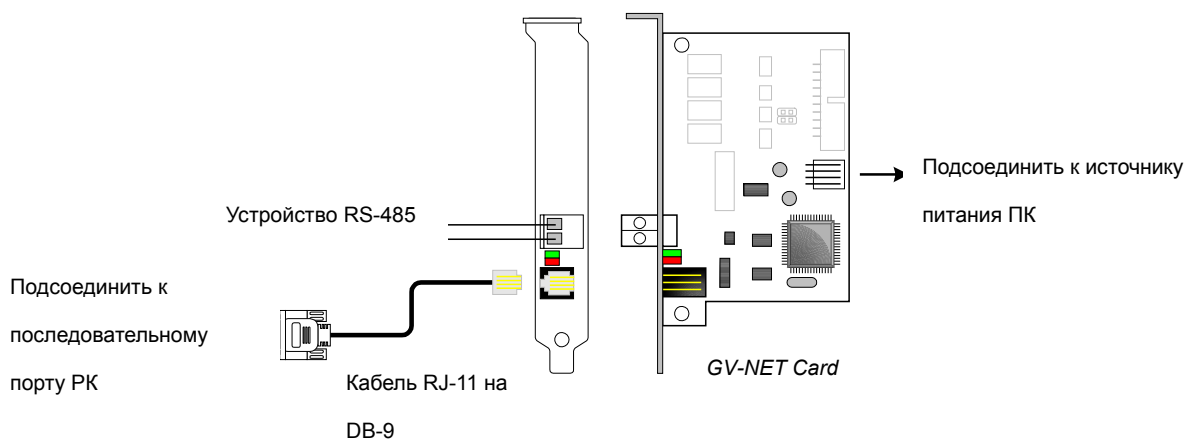 Подсоединить к источнику
питания ПК
Устройство RS-485
Подсоединить к
последовательному
порту РК
Кабель RJ-11 на
DB-9
GV-NET Card